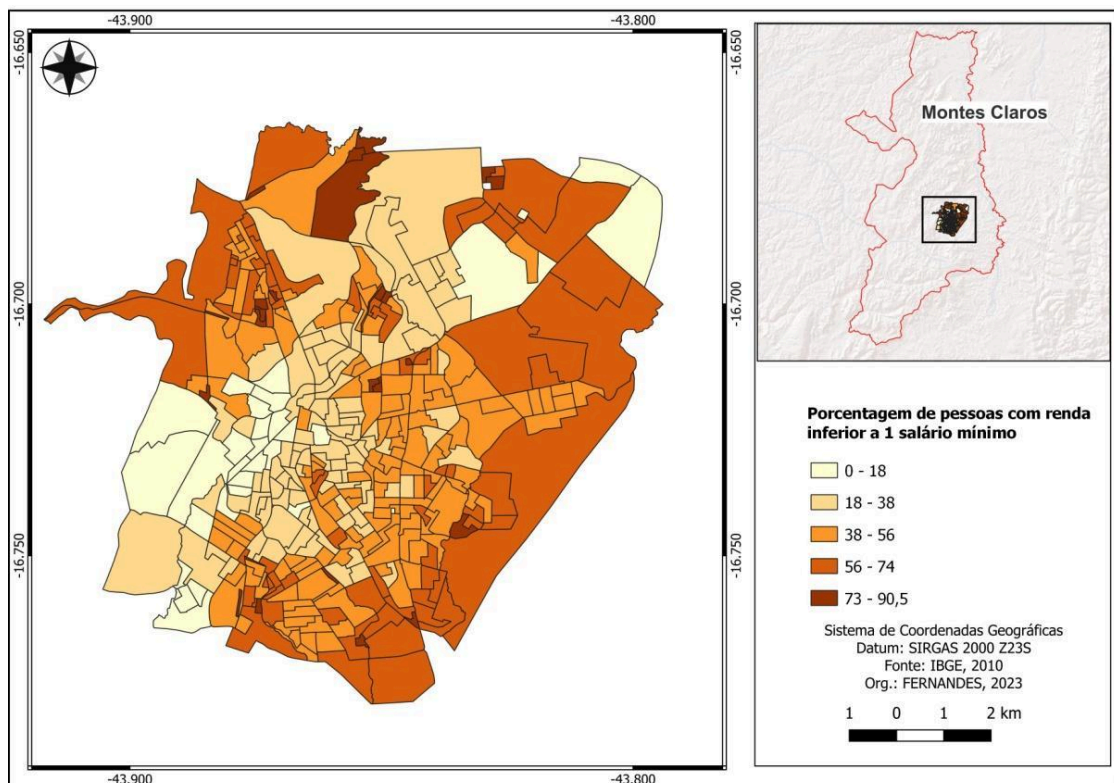 -43.900
-43.800
-16.650
-16.650
-16.700
-16.700
-16.750
-16.750
-43.900
-43.800
Montes Claros
Porcentagem de pessoas com renda
inferior a 1 salário mínimo
0 - 18
18 - 38
38 - 56
56 - 74
73 - 90,5
Sistema de Coordenadas Geográficas
Datum: SIRGAS 2000 Z23S
Fonte: IBGE, 2010
Org.: FERNANDES, 2023
1 0 1 2 km